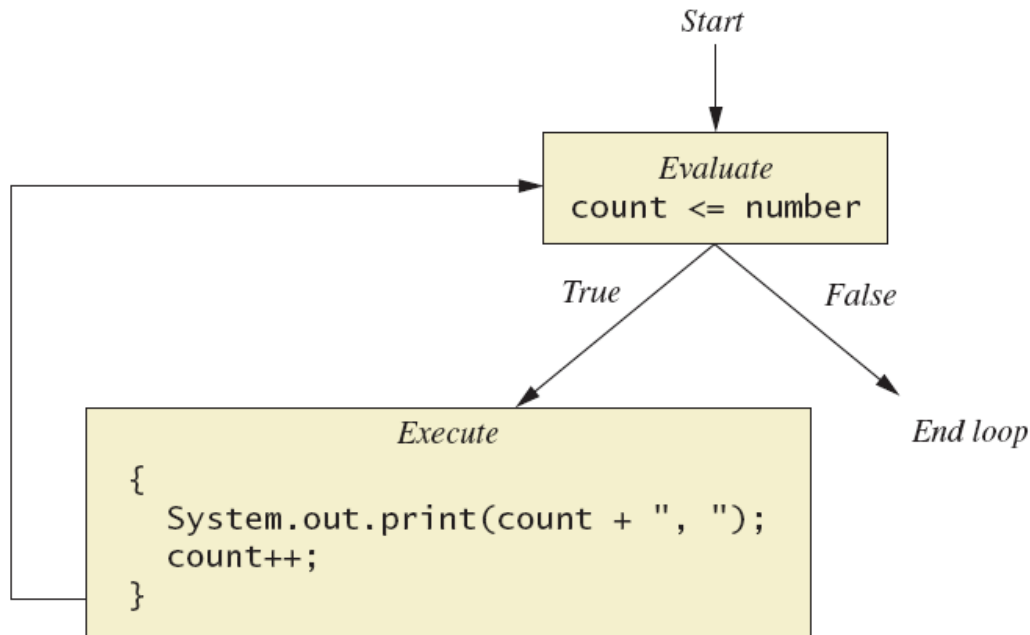 Start
Evaluate
count <= number
True
False
End loop
Execute
{
System.out.print(count + ", ");
count++;
}